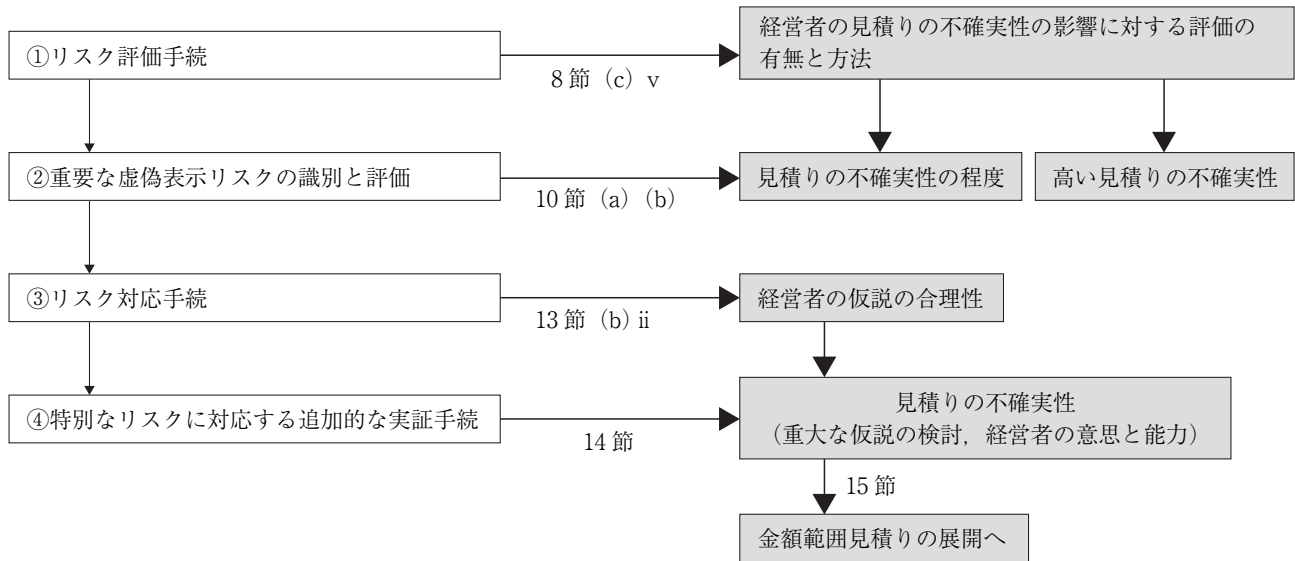 ①リスク評価手続
8 節（c）ⅴ
経営者の見積りの不確実性の影響に対する評価の
有無と方法
②重要な虚偽表示リスクの識別と評価
10 節（a）（b）
見積りの不確実性の程度
高い見積りの不確実性
③リスク対応手続
13 節（b）ⅱ
経営者の仮説の合理性
④特別なリスクに対応する追加的な実証手続
14 節
見積りの不確実性
（重大な仮説の検討，経営者の意思と能力）
15 節
金額範囲見積りの展開へ